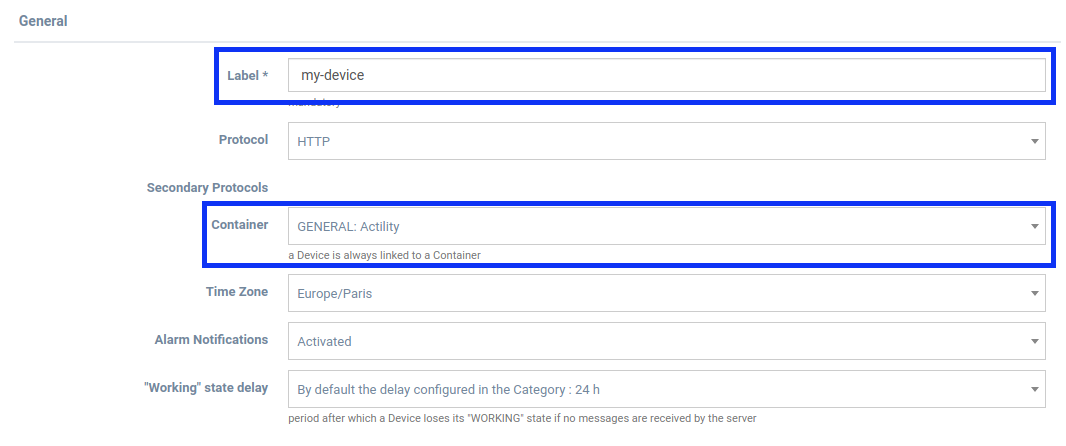 General
Label * my-device
mandatory
Protocol HTTP
Secondary Protocols
Container GENERAL: Actility
a Device is always linked to a Container
Time Zone Europe/Paris
Alarm Notifications Activated
"Working" state delay By default the delay configured in the Category : 24 h
period after which a Device loses its "WORKING" state if no messages are received by the server